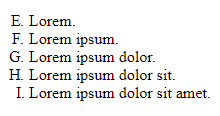 E. Lorem.
F. Lorem ipsum.
G. Lorem ipsum dolor.
H. Lorem ipsum dolor sit.
I. Lorem ipsum dolor sit amet.